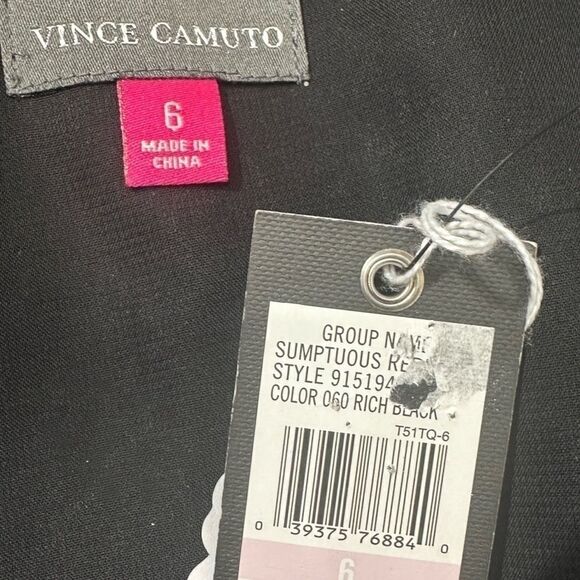 VINCE CAMUTO
6
MADE IN
CHINA
GROUP NAME
SUMPTUOUS
STYLE 915194
COLOR 060 RICH BLACK
T51TQ-6
0 39375 76884 0
6